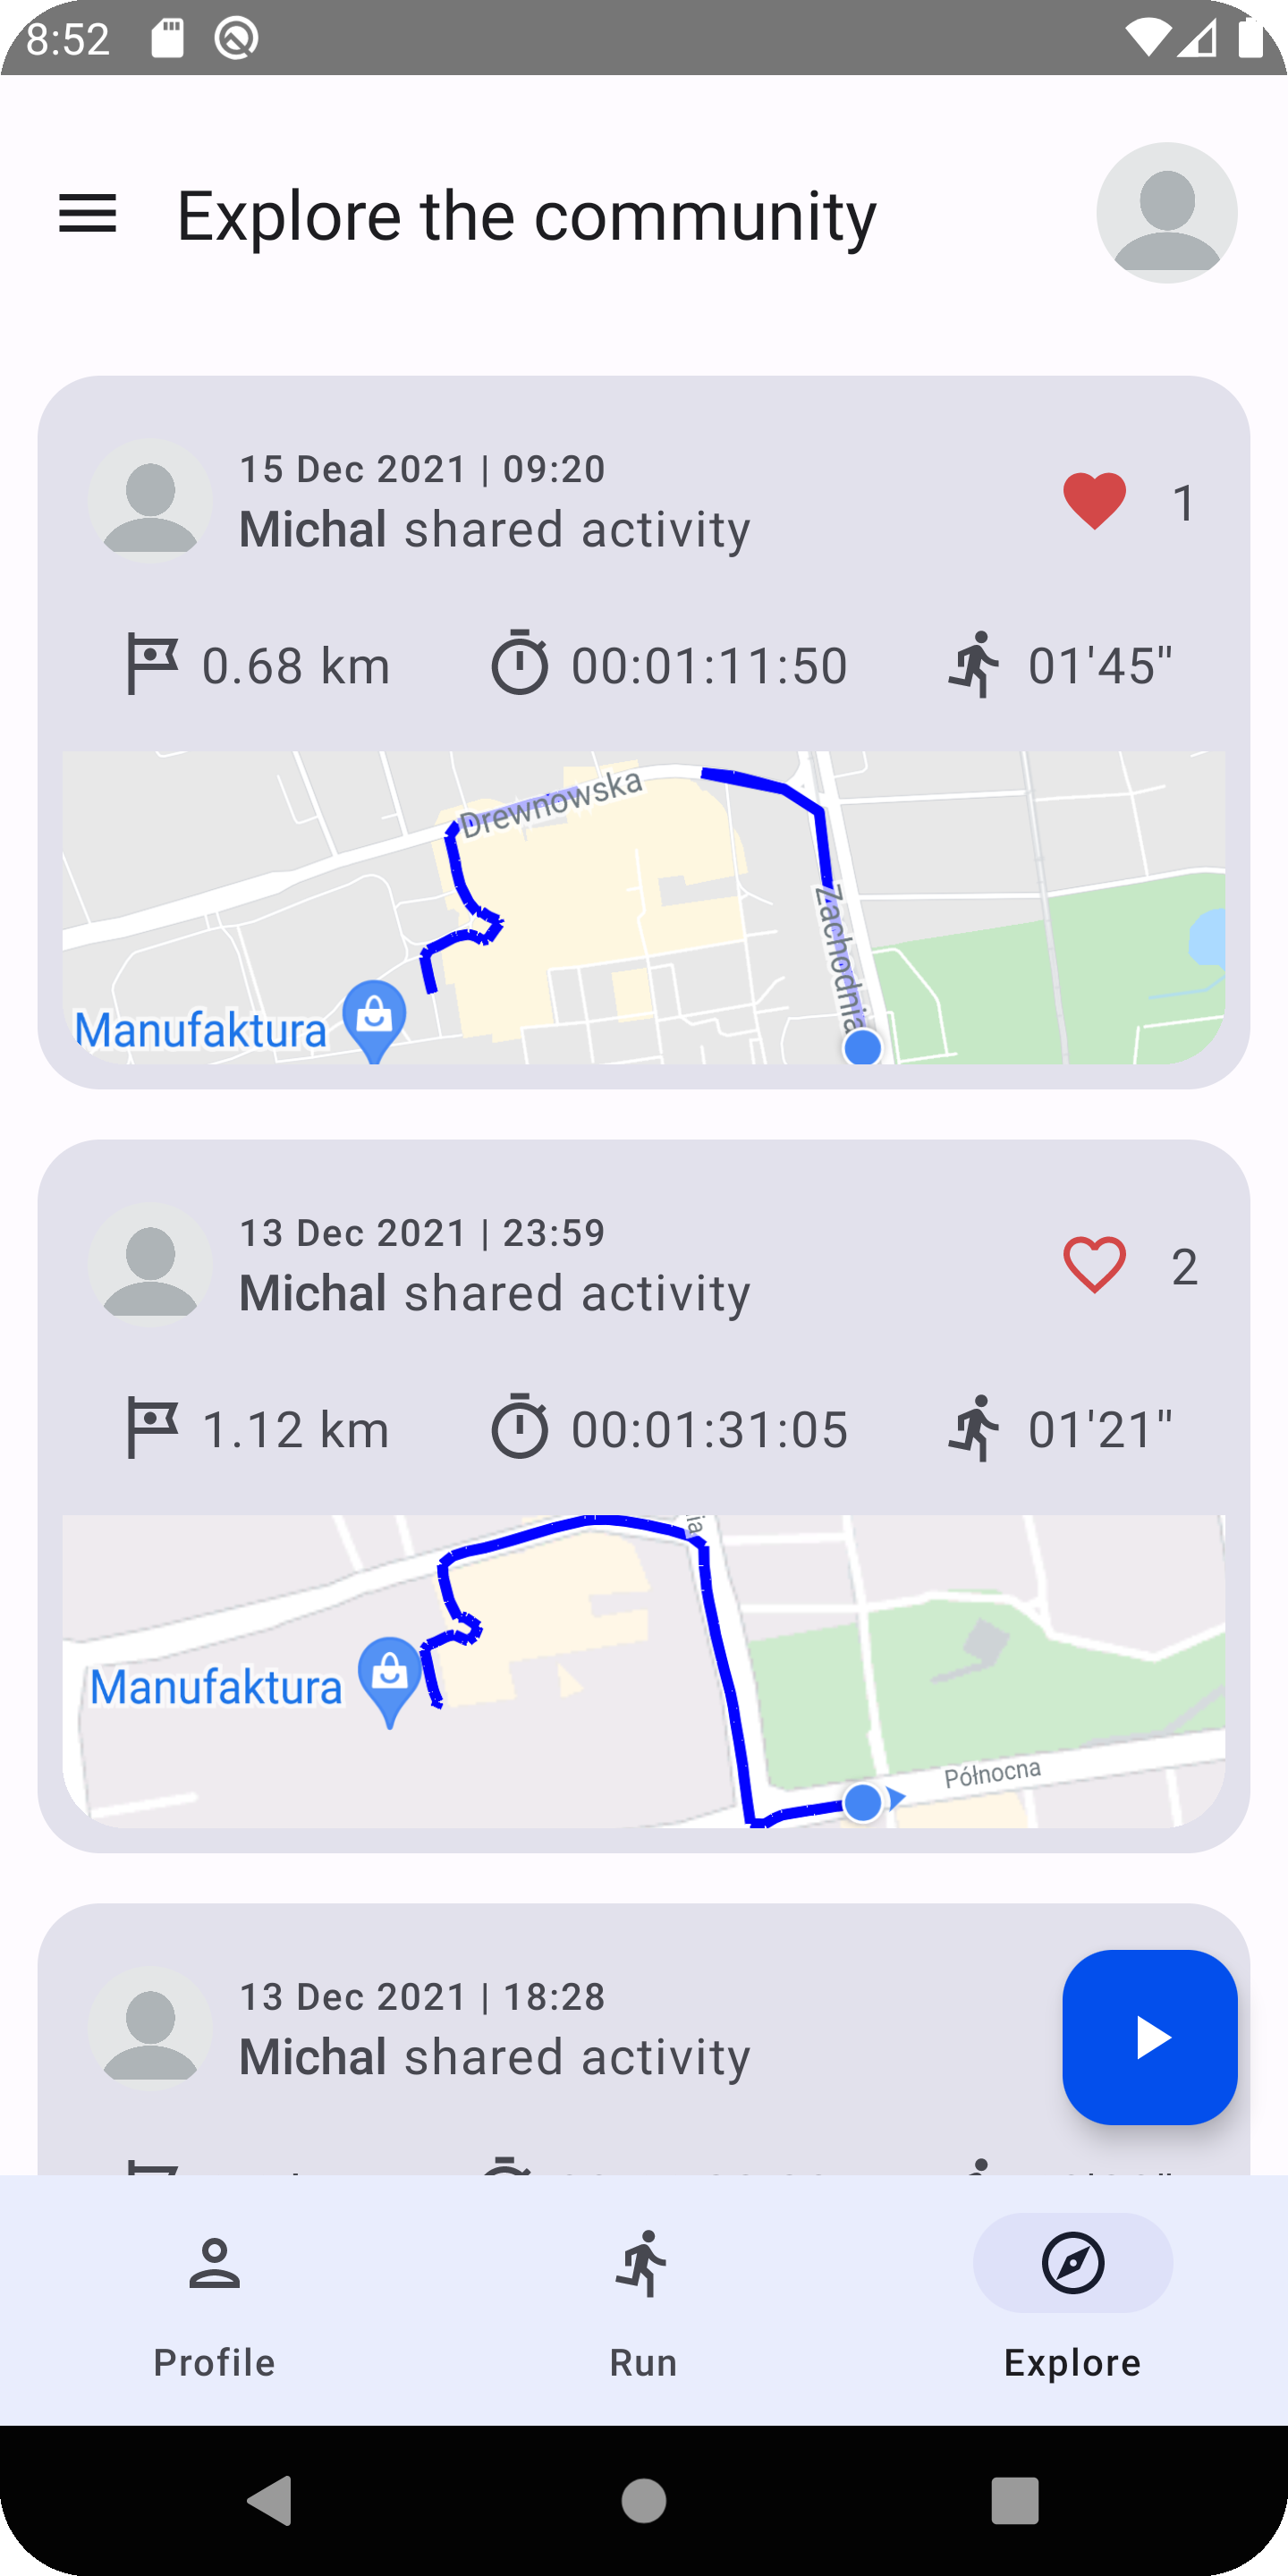 8:52
Explore the community
15 Dec 2021 | 09:20
Michal shared activity
1
0.68 km
00:01:11:50
01'45"
Drewnowska
Zachodnia
Manufaktura
13 Dec 2021 | 23:59
Michal shared activity
2
1.12 km
00:01:31:05
01'21"
ia
Manufaktura
Północna
13 Dec 2021 | 18:28
Michal shared activity
Profile
Run
Explore